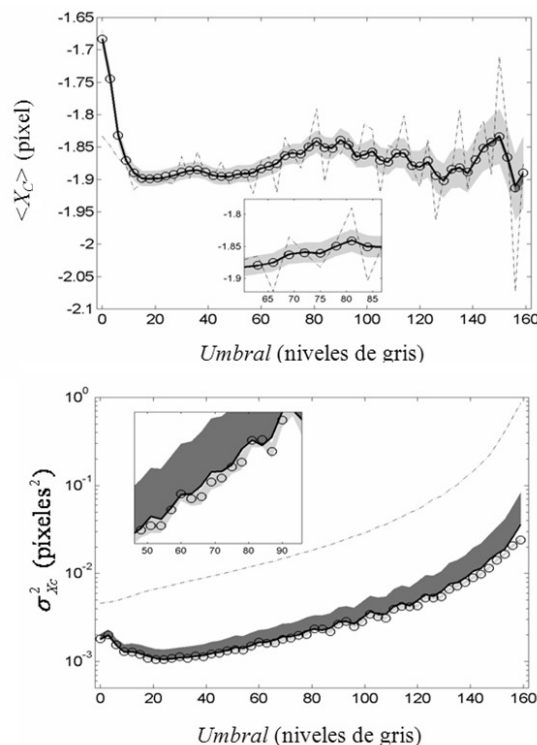 -1.65
-1.7
-1.75
-1.8
-1.85
-1.9
-1.95
-2
-2.05
-2.1
<X_C> (pixel)
-1.8
-1.85
-1.9
65 70 75 80 85
0 20 40 60 80 100 120 140 160
Umbral (niveles de gris)
10^0
10^-1
10^-2
10^-3
σ²_Xc (píxeles²)
50 60 70 80 90
0 20 40 60 80 100 120 140 160
Umbral (niveles de gris)